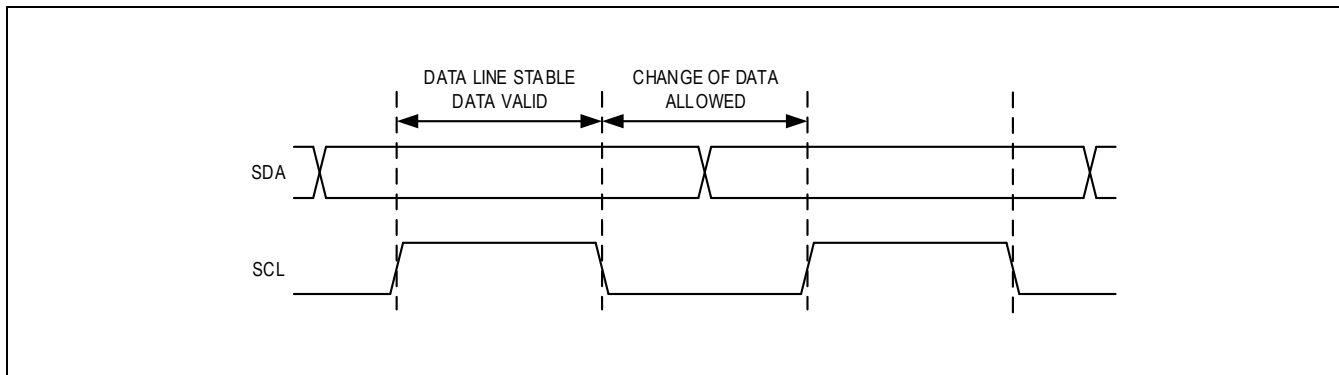 DATA LINE STABLE
DATA VALID
CHANGE OF DATA
ALLOWED
SDA
SCL